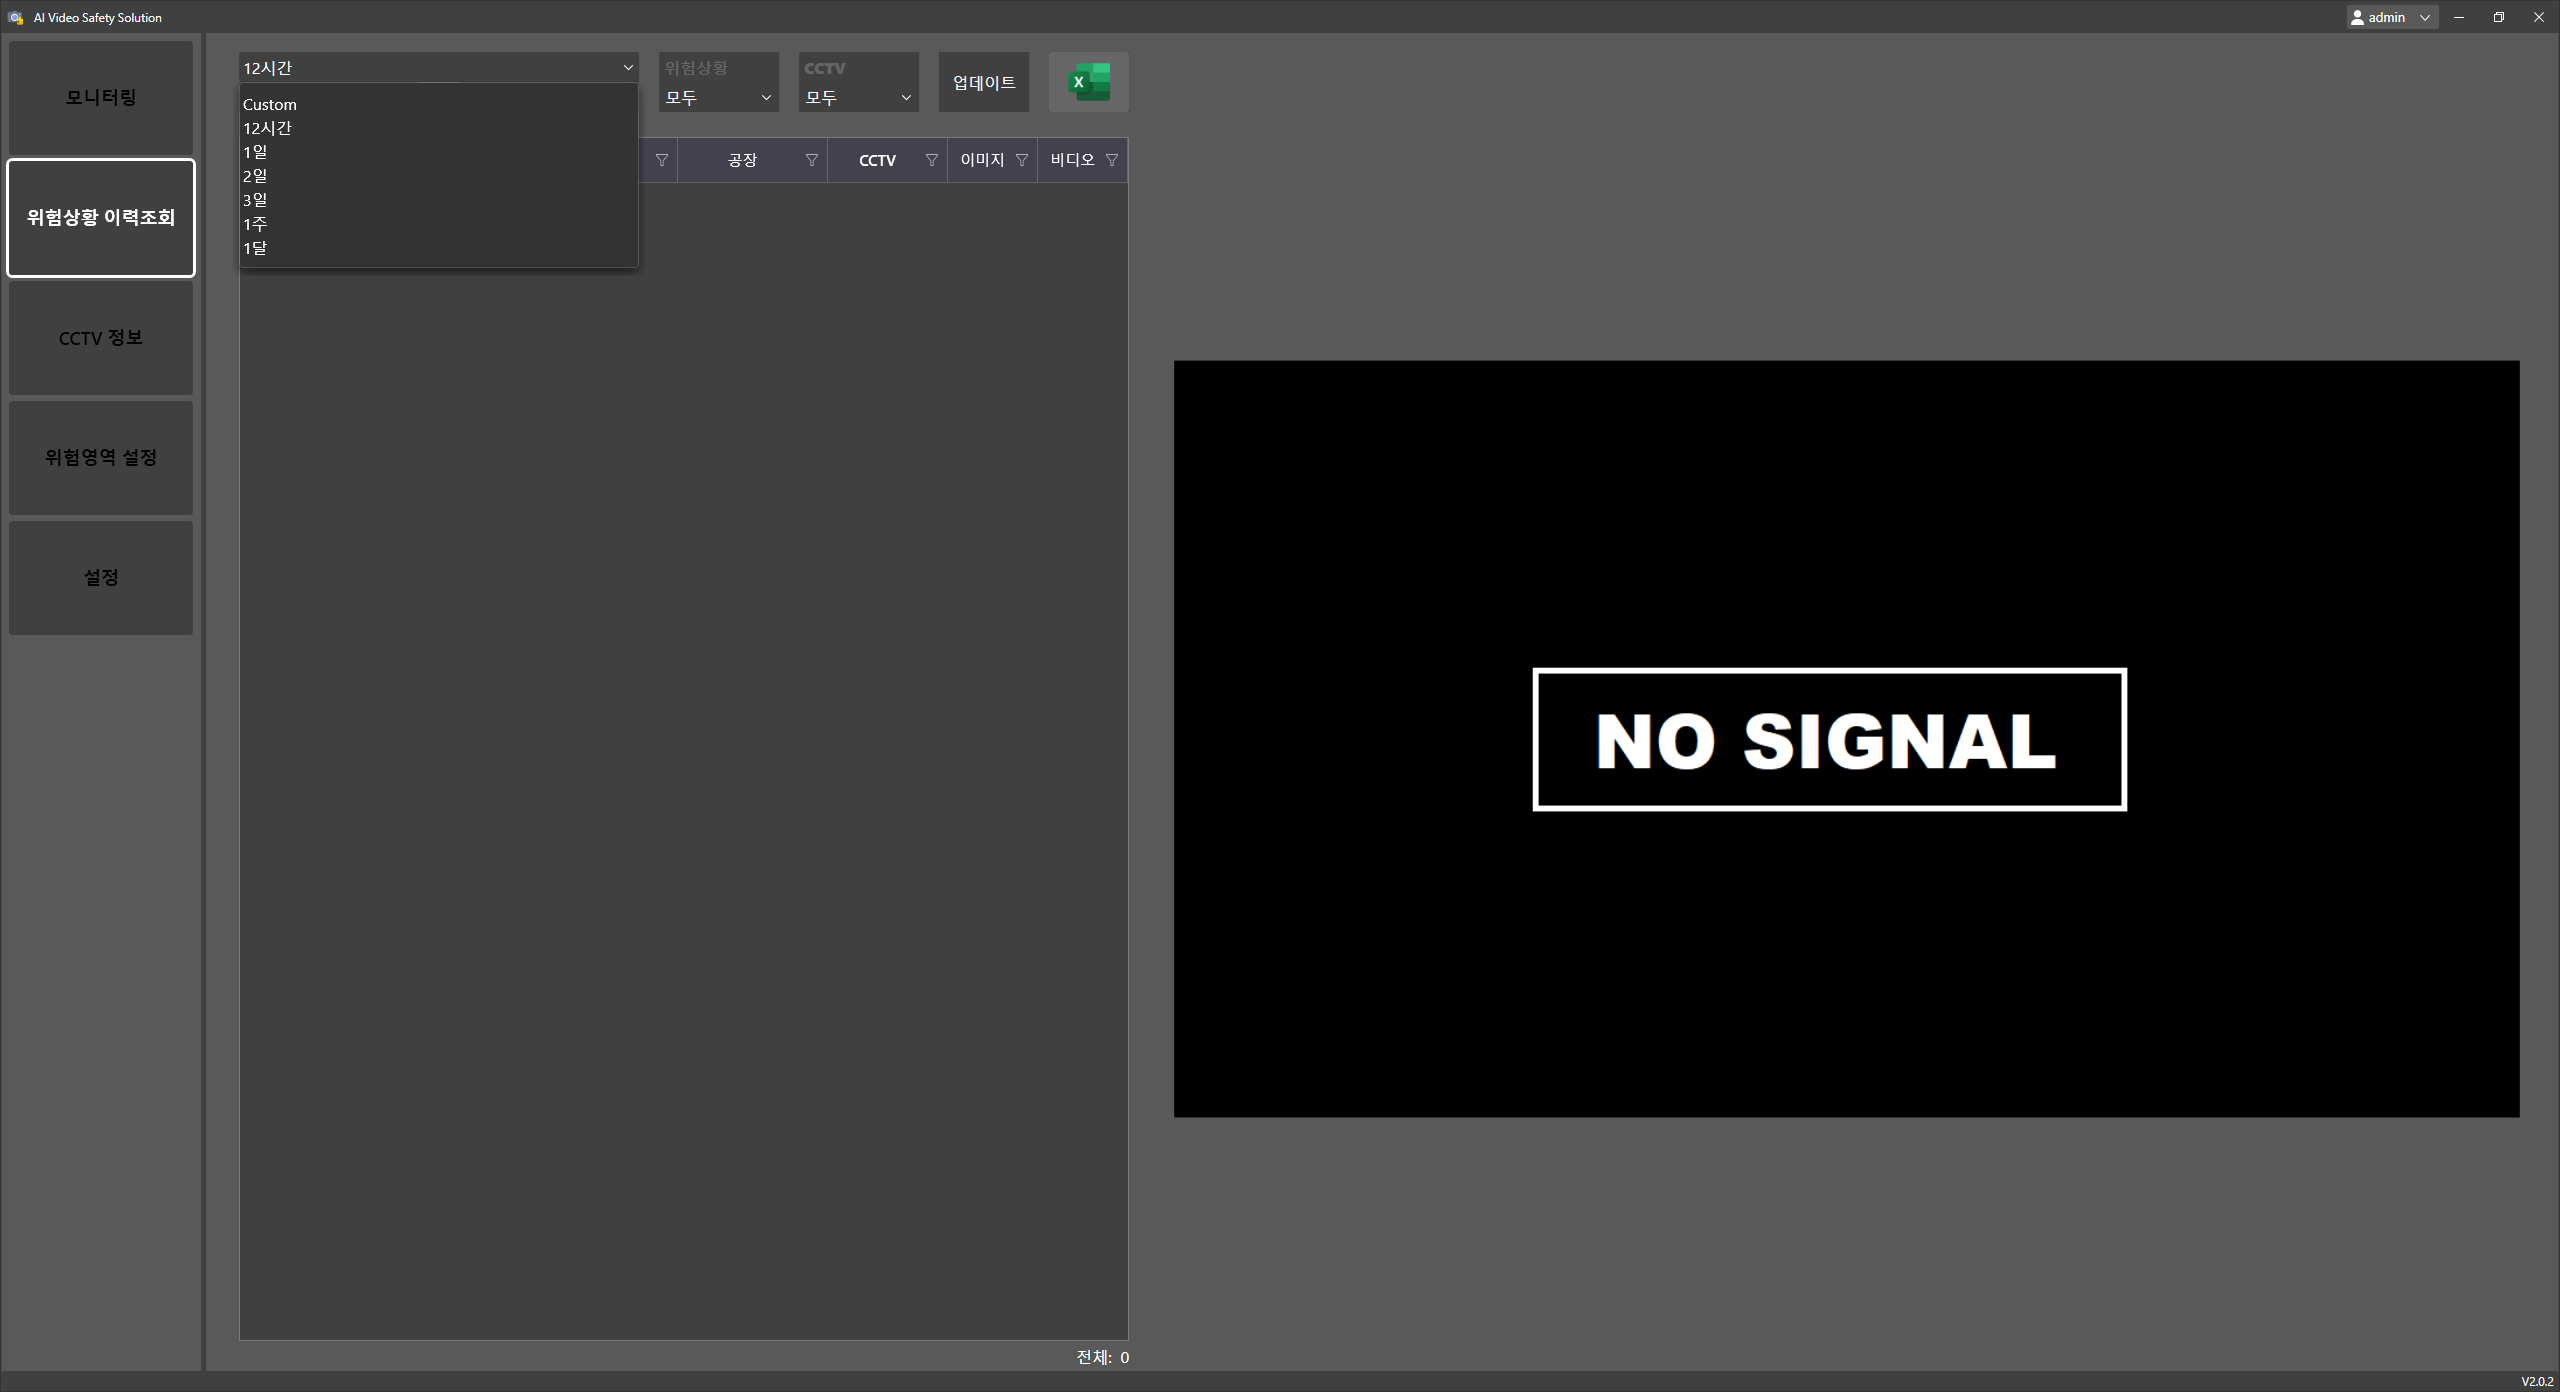 AI Video Safety Solution
admin
모니터링
위험상황 이력조회
CCTV 정보
위험영역 설정
설정
12시간
Custom
12시간
1일
2일
3일
1주
1달
위험상황
모두
CCTV
모두
업데이트
X
공장
CCTV
이미지
비디오
NO SIGNAL
전체: 0
V2.0.2